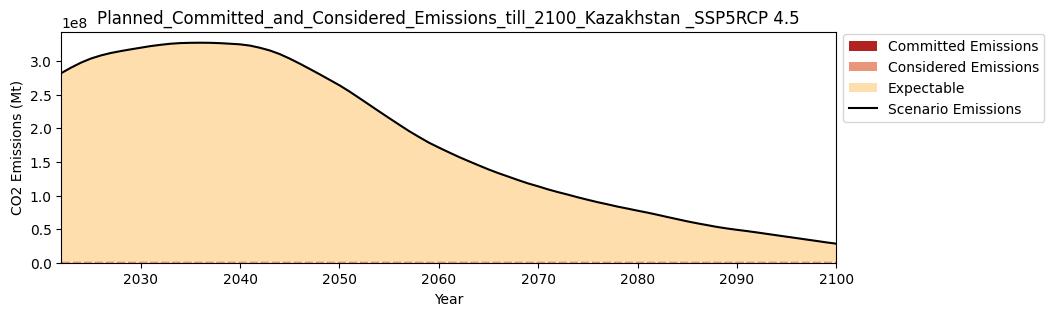 Planned_Committed_and_Considered_Emissions_till_2100_Kazakhstan _SSP5RCP 4.5
1e8
3.0
2.5
2.0
1.5
1.0
0.5
0.0
CO2 Emissions (Mt)
2030 2040 2050 2060 2070 2080 2090 2100
Year
Committed Emissions
Considered Emissions
Expectable
Scenario Emissions